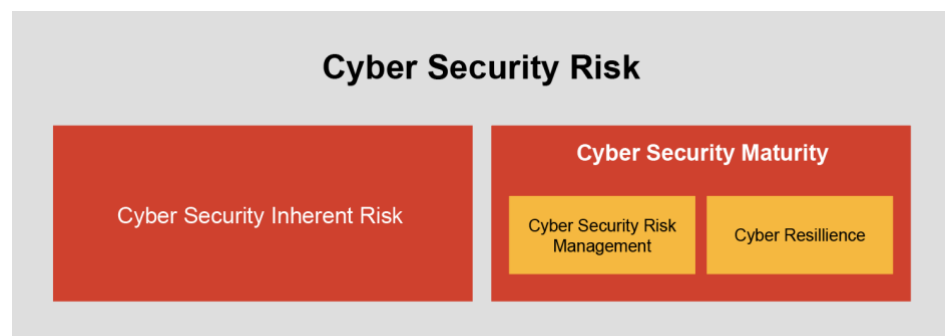 Cyber Security Risk
Cyber Security Inherent Risk
Cyber Security Maturity
Cyber Security Risk
Management
Cyber Resillience